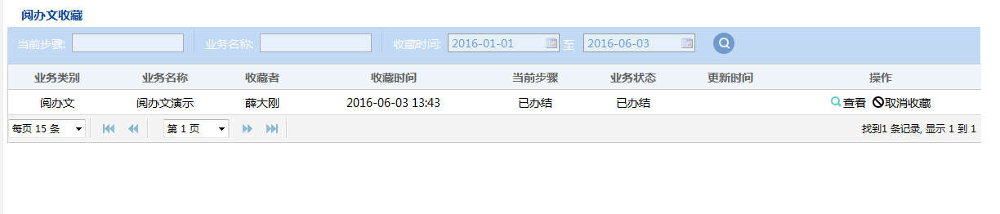 阅办文收藏
当前步骤: 业务名称: 收藏时间: 2016-01-01 至 2016-06-03
业务类别 业务名称 收藏者 收藏时间 当前步骤 业务状态 更新时间 操作
阅办文 阅办文演示 薛大刚 2016-06-03 13:43 已办结 已办结 查看 取消收藏
每页 15 条 第 1 页 找到1 条记录, 显示 1 到 1